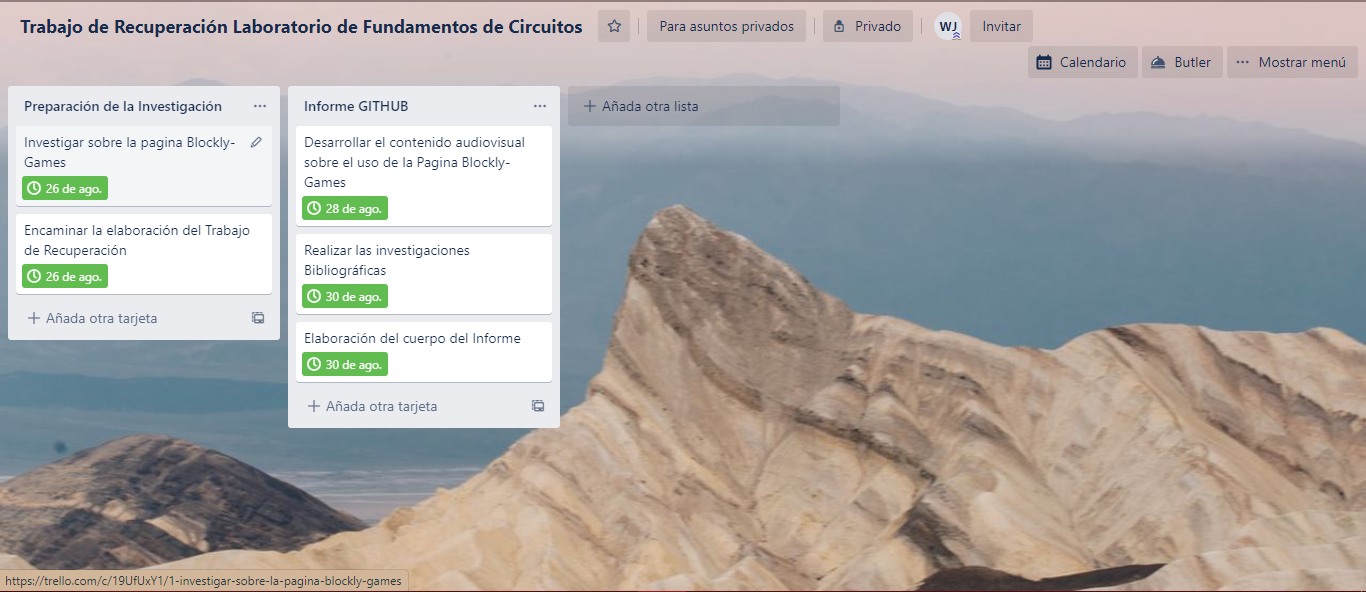 Trabajo de Recuperación Laboratorio de Fundamentos de Circuitos
Para asuntos privados
Privado
WJ
Invitar
Calendario
Butler
Mostrar menú
Preparación de la Investigación
Investigar sobre la pagina Blockly-
Games
26 de ago.
Encaminar la elaboración del Trabajo
de Recuperación
26 de ago.
Añada otra tarjeta
Informe GITHUB
Desarrollar el contenido audiovisual
sobre el uso de la Pagina Blockly-
Games
28 de ago.
Realizar las investigaciones
Bibliográficas
30 de ago.
Elaboración del cuerpo del Informe
30 de ago.
Añada otra tarjeta
Añada otra lista
https://trello.com/c/19UfUxY1/1-investigar-sobre-la-pagina-blockly-games